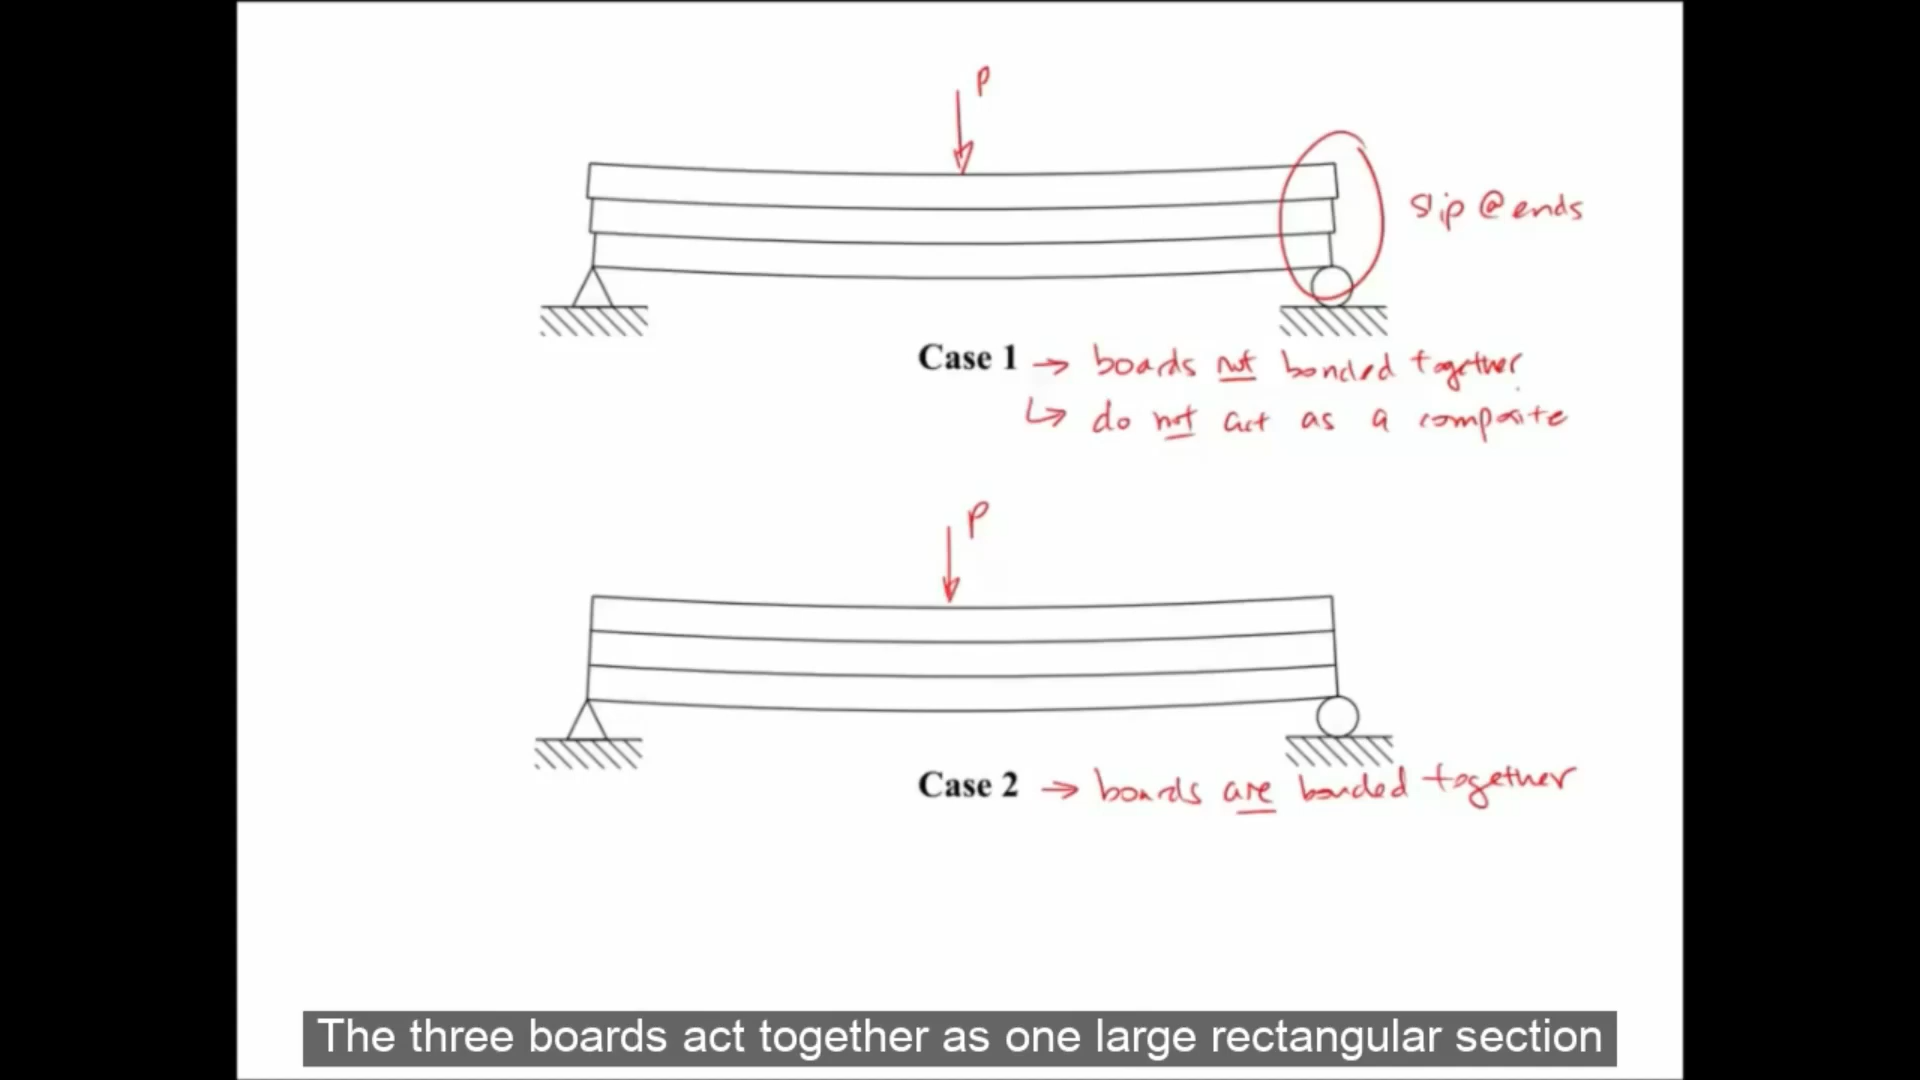 P
slip @ ends
Case 1 → boards not bonded together
↳ do not act as a composite
P
Case 2 → boards are bonded together
The three boards act together as one large rectangular section